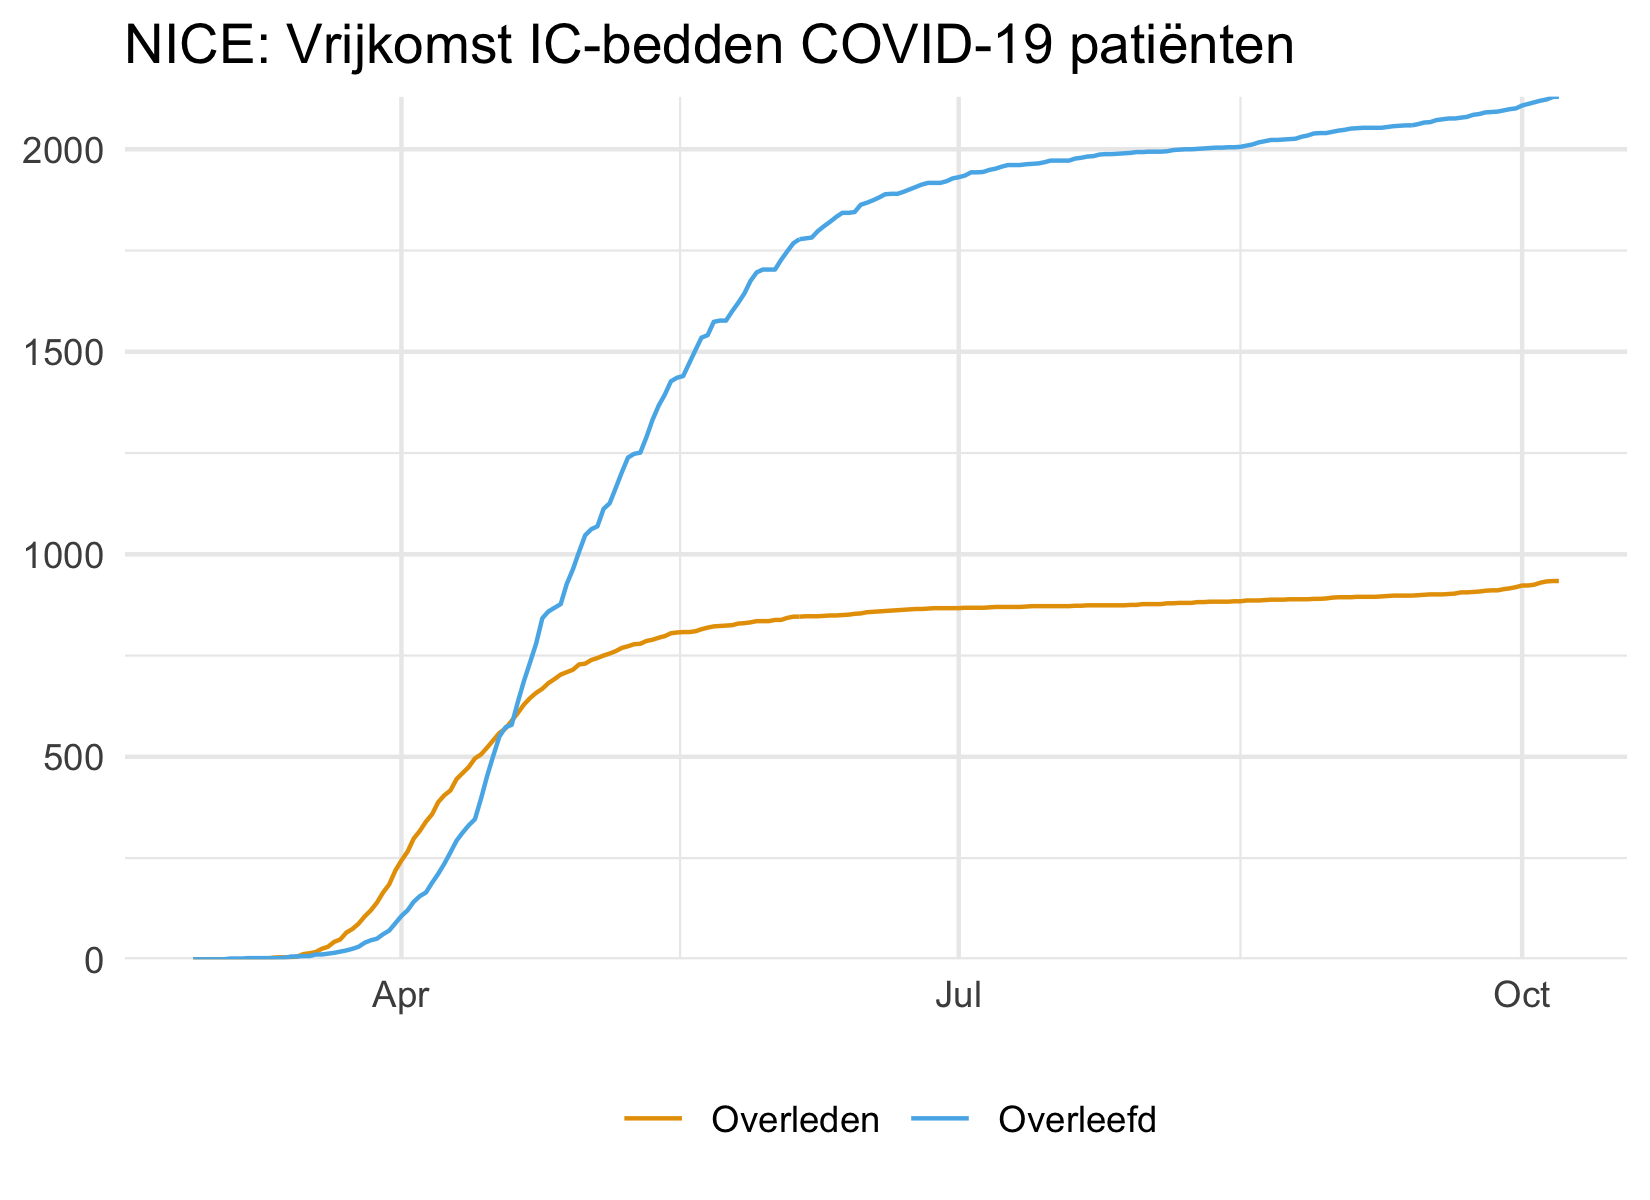 NICE: Vrijkomst IC-bedden COVID-19 patiënten
2000
1500
1000
500
0
Apr Jul Oct
Overleden Overleefd